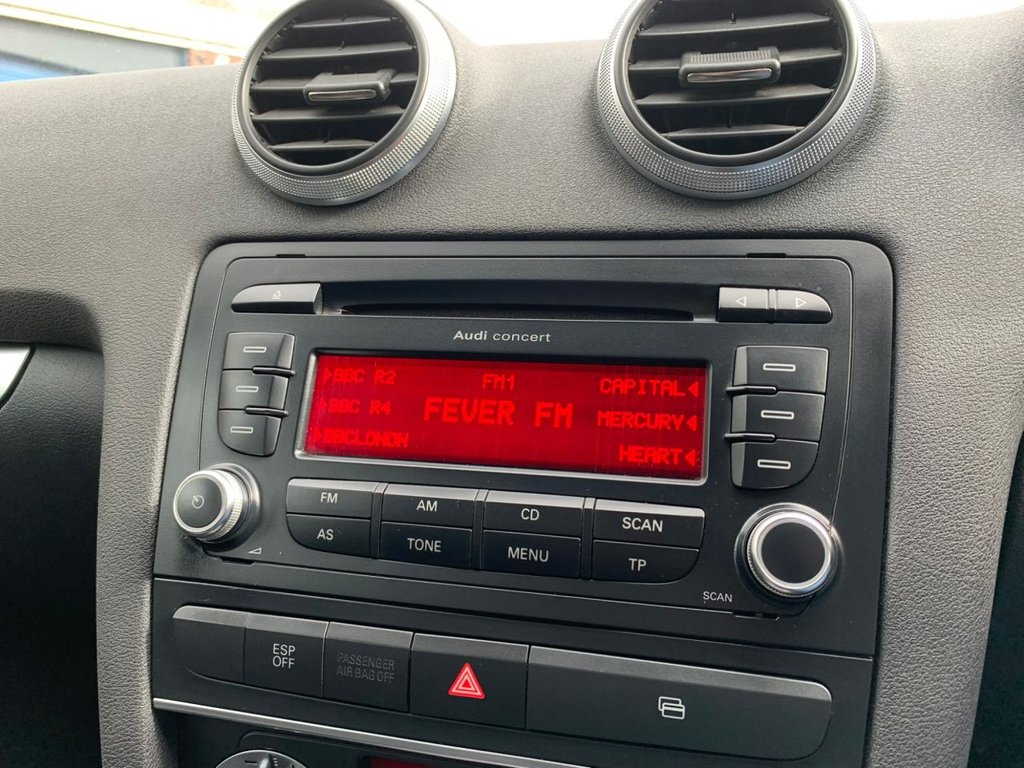 Audi concert
BBC R2 FM1 CAPITAL
BBC R4 FEVER FM MERCURY
BBCLONDN HEART
FM AM CD SCAN
AS TONE MENU TP
SCAN
ESP
OFF
PASSENGER
AIR BAG OFF